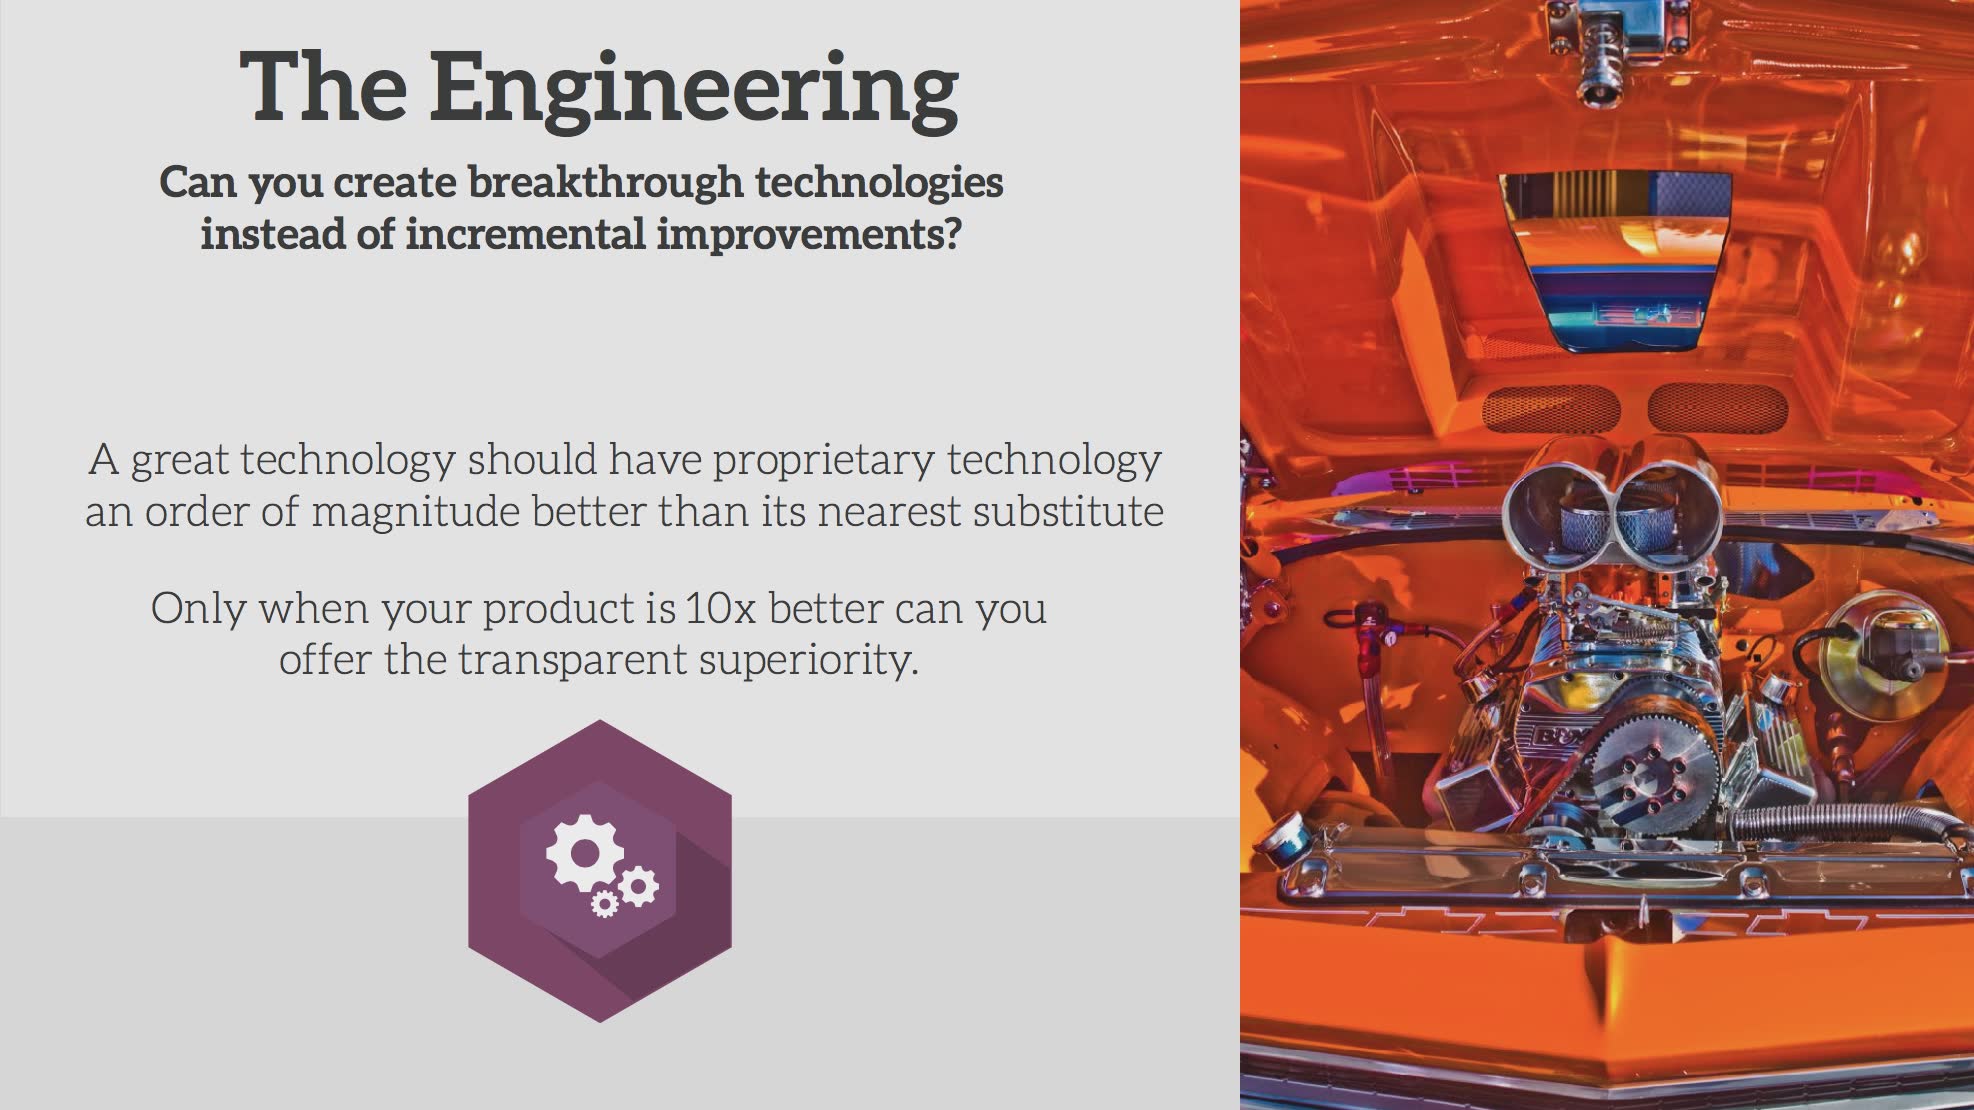 The Engineering
Can you create breakthrough technologies
instead of incremental improvements?
A great technology should have proprietary technology
an order of magnitude better than its nearest substitute
Only when your product is 10x better can you
offer the transparent superiority.